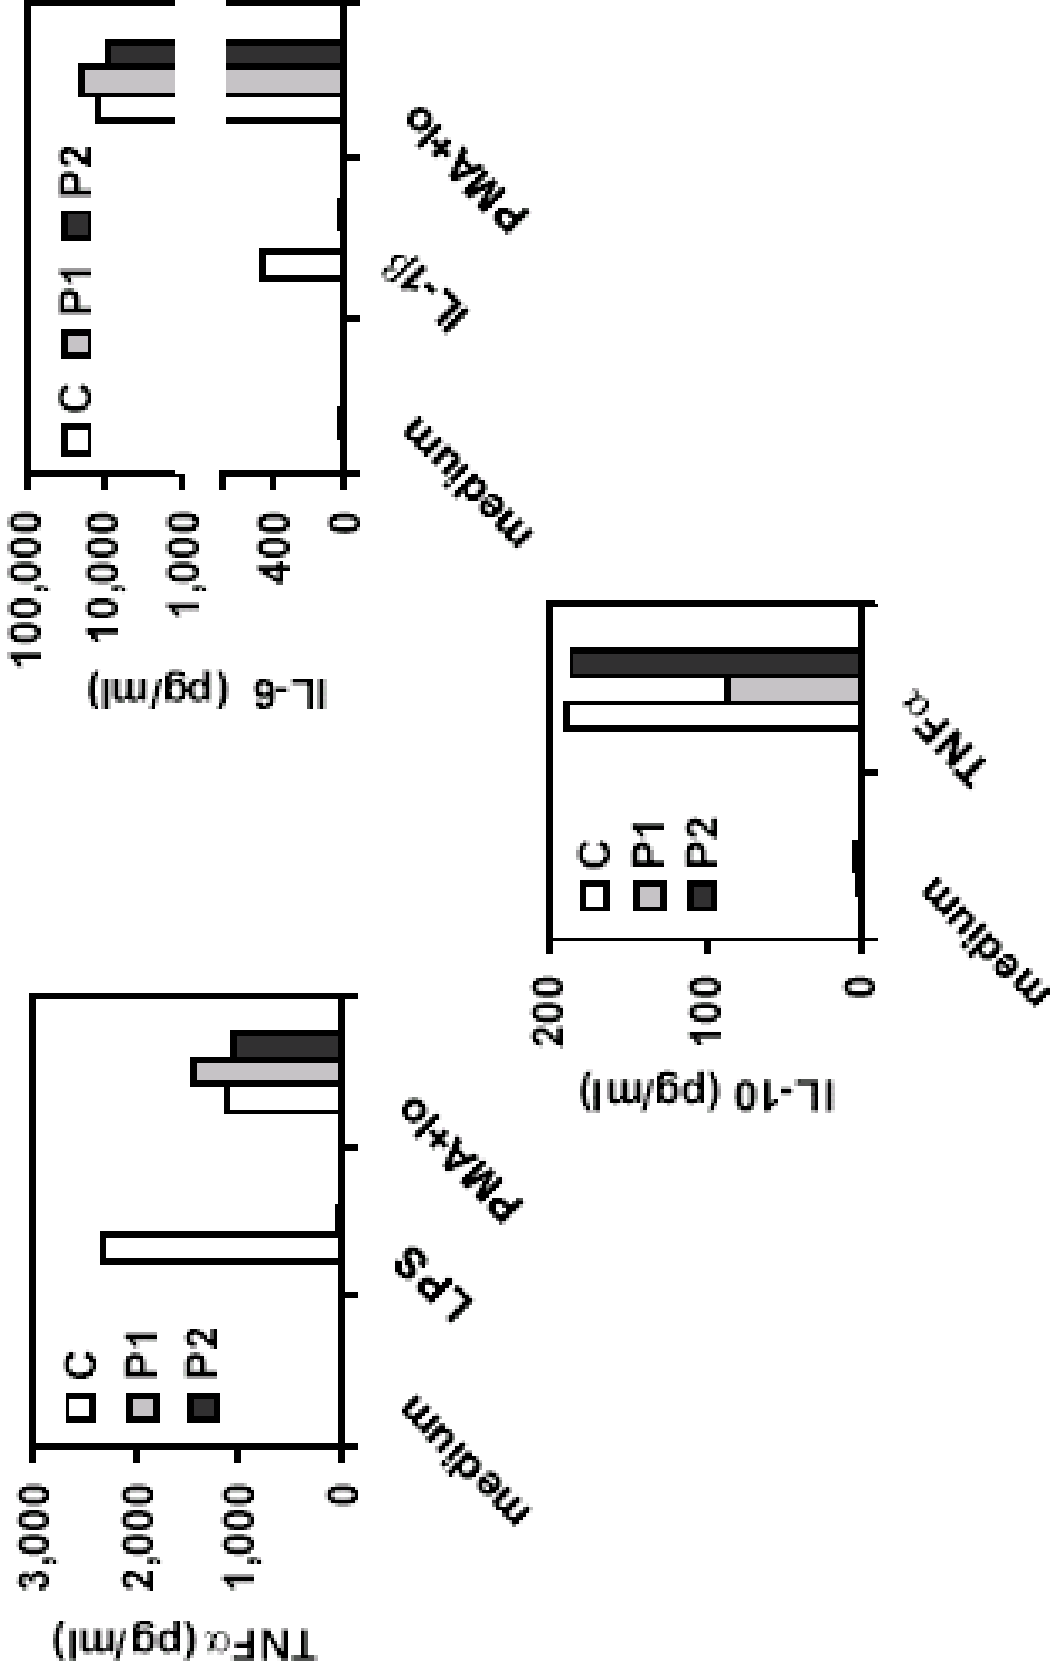 TNFα (pg/ml)
3,000
2,000
1,000
0
C
P1
P2
medium
LPS
PMA+Io
IL-6 (pg/ml)
100,000
10,000
1,000
400
0
C P1 P2
medium
IL-1β
PMA+Io
IL-10 (pg/ml)
200
100
0
C
P1
P2
medium
TNFα